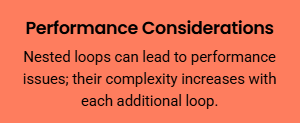 Performance Considerations
Nested loops can lead to performance
issues; their complexity increases with
each additional loop.